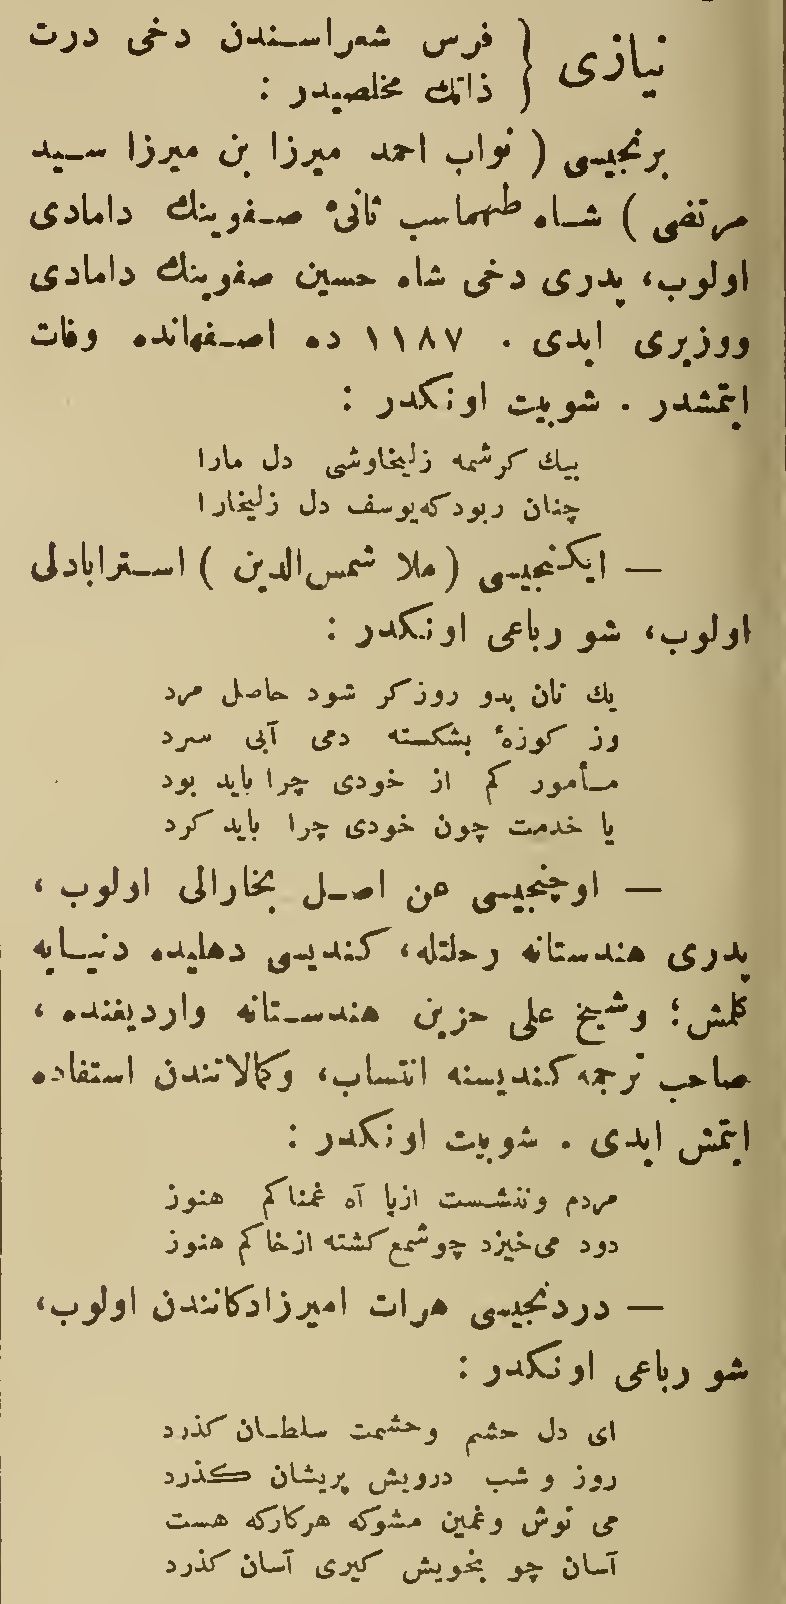 نیازی { فرس شعراسندن دخی درت
ذاتك مخلصیدر :
برنجیسی ( نواب احمد میرزا بن میرزا سید
مرتضی ) شاه طهماسب ثانیٔ صفوینك دامادی
اولوب، پدری دخی شاه حسین صفوینك دامادی
ووزیری ایدی . ١١٨٧ ده اصفهانده وفات
ایتمشدر . شوبیت اونكدر :
بیك كرشمه زلیخاوشی دل مارا
چنان ربودكه یوسف دل زلیخارا
— ایكنجیسی ( ملا شمس‌الدین ) استرابادلی
اولوب، شو رباعی اونكدر :
یك نان بدو روز كر شود حاصل مرد
وز كوزهٔ بشكسته دمی آبی سرد
مأمور كم از خودی چرا باید بود
یا خدمت چون خودی چرا باید كرد
— اوچنجیسی عن اصل بخارالی اولوب ،
پدری هندستانه رحلتله، كندیسی دهلیده دنیایه
كلمش؛ وشیخ علی حزین هندستانه واردیغنده ،
صاحب ترجمه كندیسنه انتساب، وكمالاتندن استفاده
ایتمش ایدی . شوبیت اونكدر :
مردم وننشست ازپا آه غمناكم هنوز
دود می‌خیزد چوشمع كشته ازخاكم هنوز
— دردنجیسی هرات امیرزادكانندن اولوب،
شو رباعی اونكدر :
ای دل حشم وحشمت سلطان كذرد
روز و شب درویش پریشان كذرد
می نوش وغمین مشوكه هركاركه هست
آسان چو بخویش كیری آسان كذرد